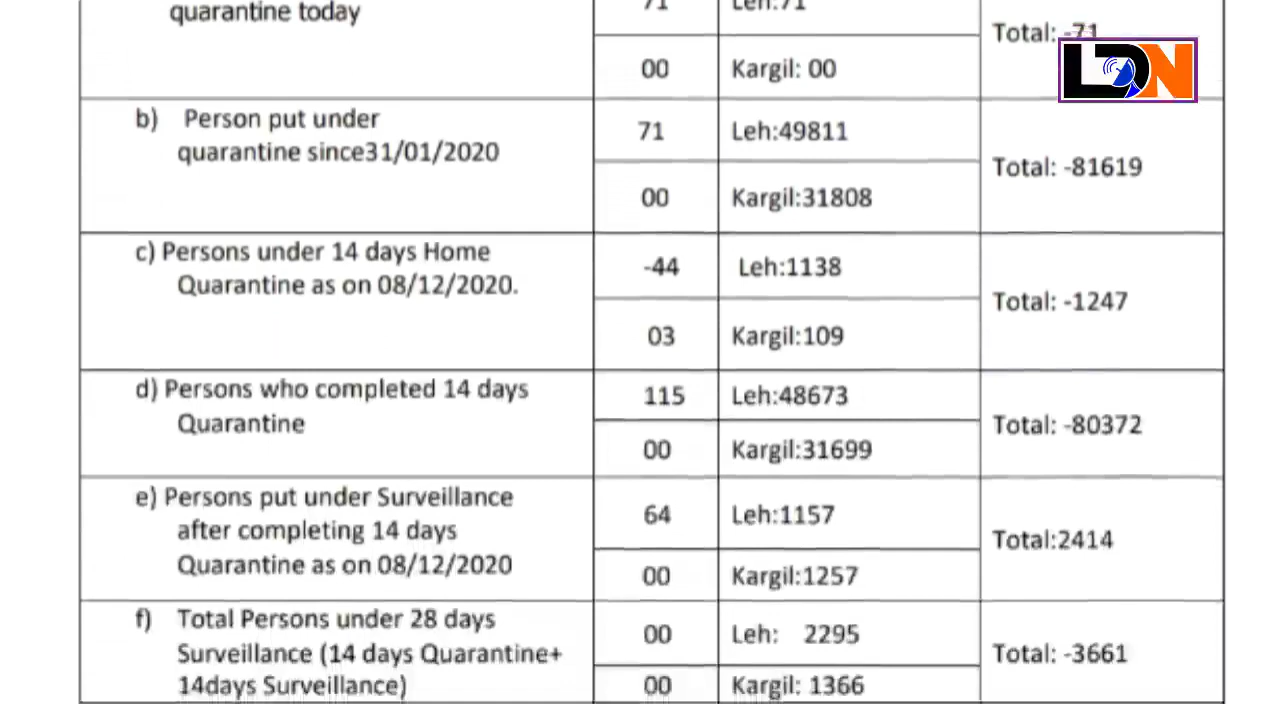 quarantine today
71
Leh:71
Total: -71
00
Kargil: 00
LDN
b) Person put under
quarantine since31/01/2020
71
Leh:49811
Total: -81619
00
Kargil:31808
c) Persons under 14 days Home
Quarantine as on 08/12/2020.
-44
Leh:1138
Total: -1247
03
Kargil:109
d) Persons who completed 14 days
Quarantine
115
Leh:48673
Total: -80372
00
Kargil:31699
e) Persons put under Surveillance
after completing 14 days
Quarantine as on 08/12/2020
64
Leh:1157
Total:2414
00
Kargil:1257
f) Total Persons under 28 days
Surveillance (14 days Quarantine+
14days Surveillance)
00
Leh: 2295
Total: -3661
00
Kargil: 1366